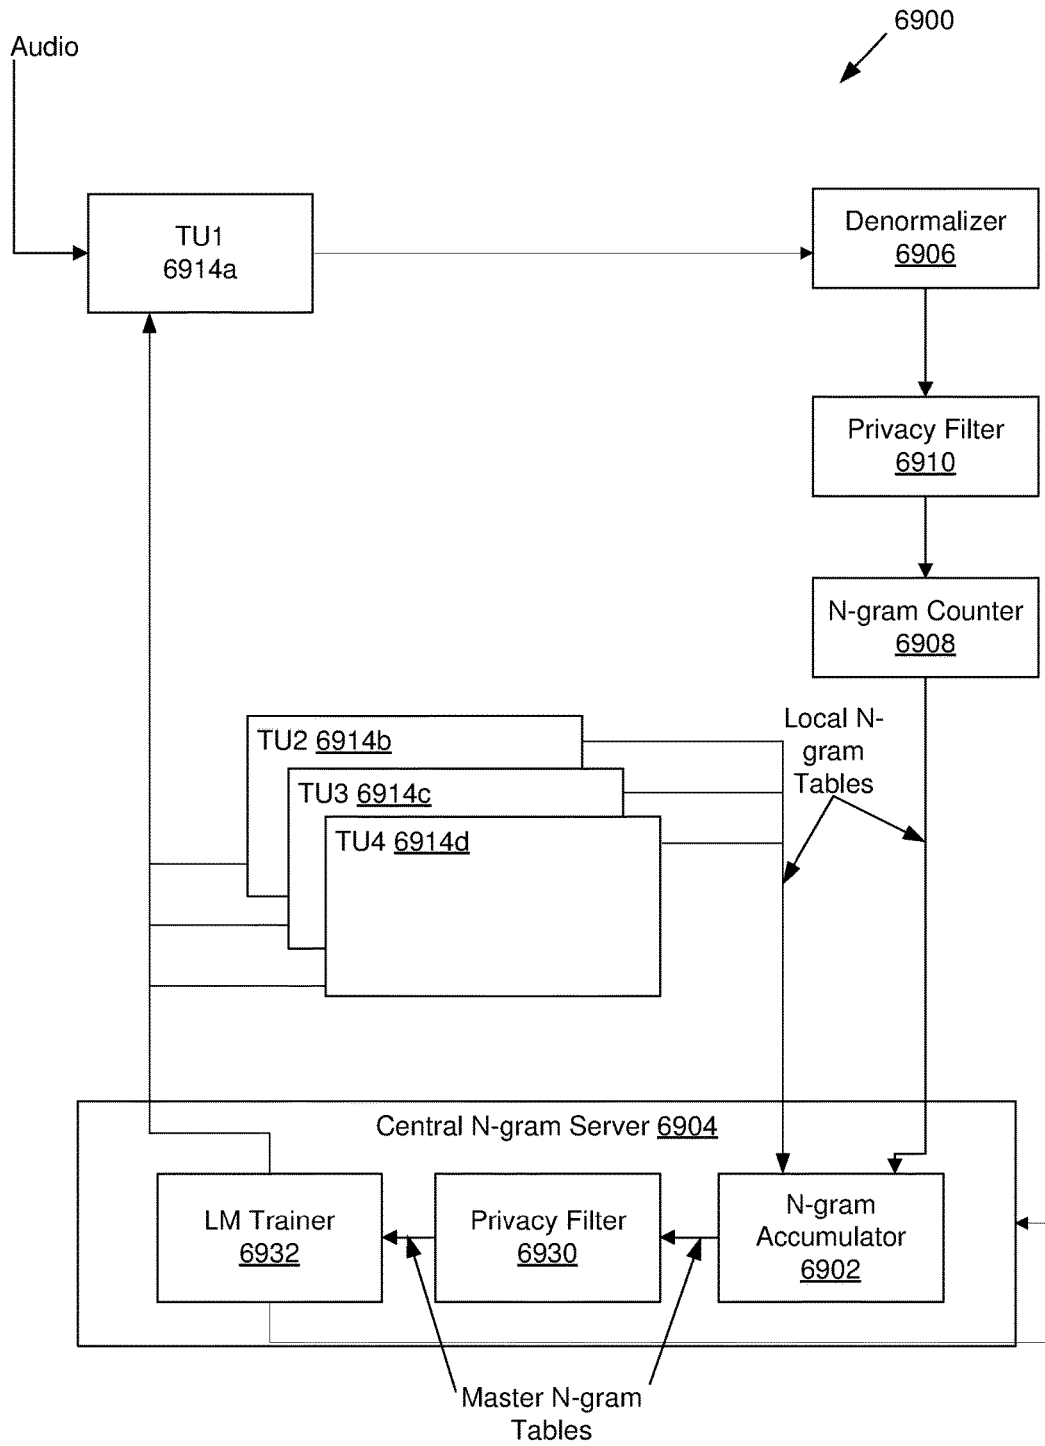 6900
Audio
TU1
6914a
Denormalizer
6906
Privacy Filter
6910
N-gram Counter
6908
Local N-
gram
Tables
TU2 6914b
TU3 6914c
TU4 6914d
Central N-gram Server 6904
LM Trainer
6932
Privacy Filter
6930
N-gram
Accumulator
6902
Master N-gram
Tables